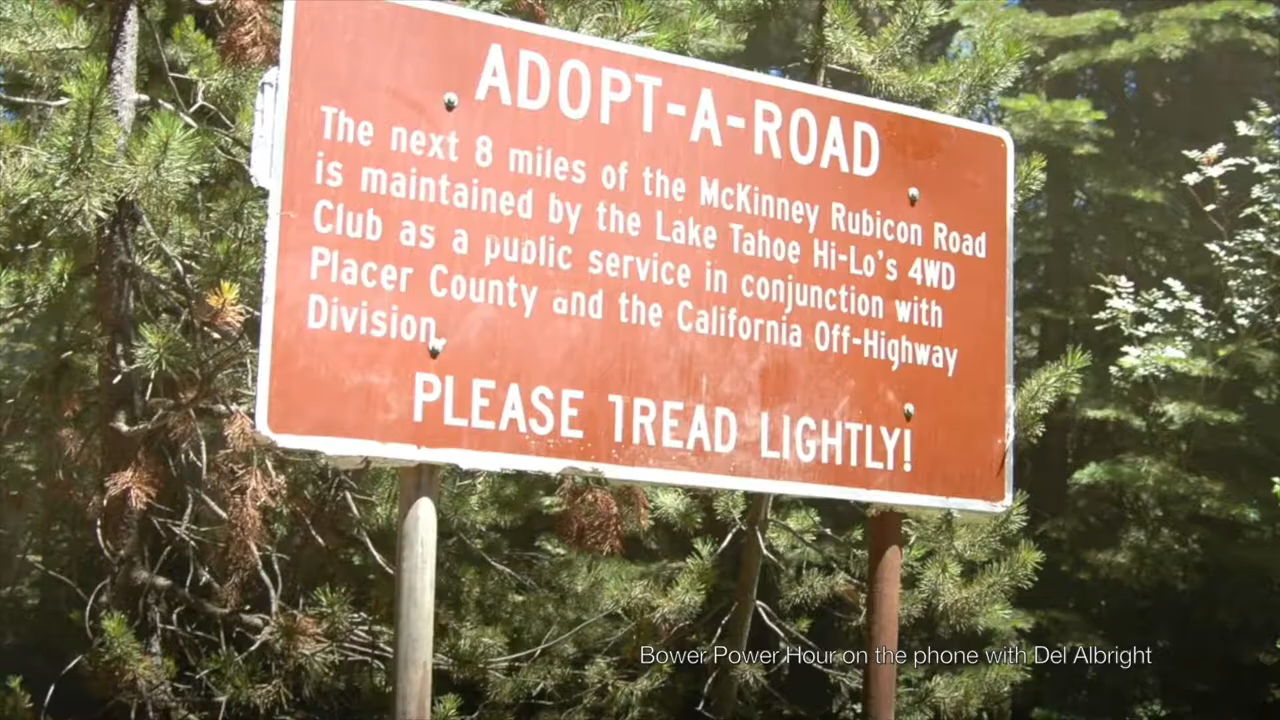 ADOPT-A-ROAD
The next 8 miles of the McKinney Rubicon Road
is maintained by the Lake Tahoe Hi-Lo's 4WD
Club as a public service in conjunction with
Placer County and the California Off-Highway
Division.
PLEASE TREAD LIGHTLY!
Bower Power Hour on the phone with Del Albright